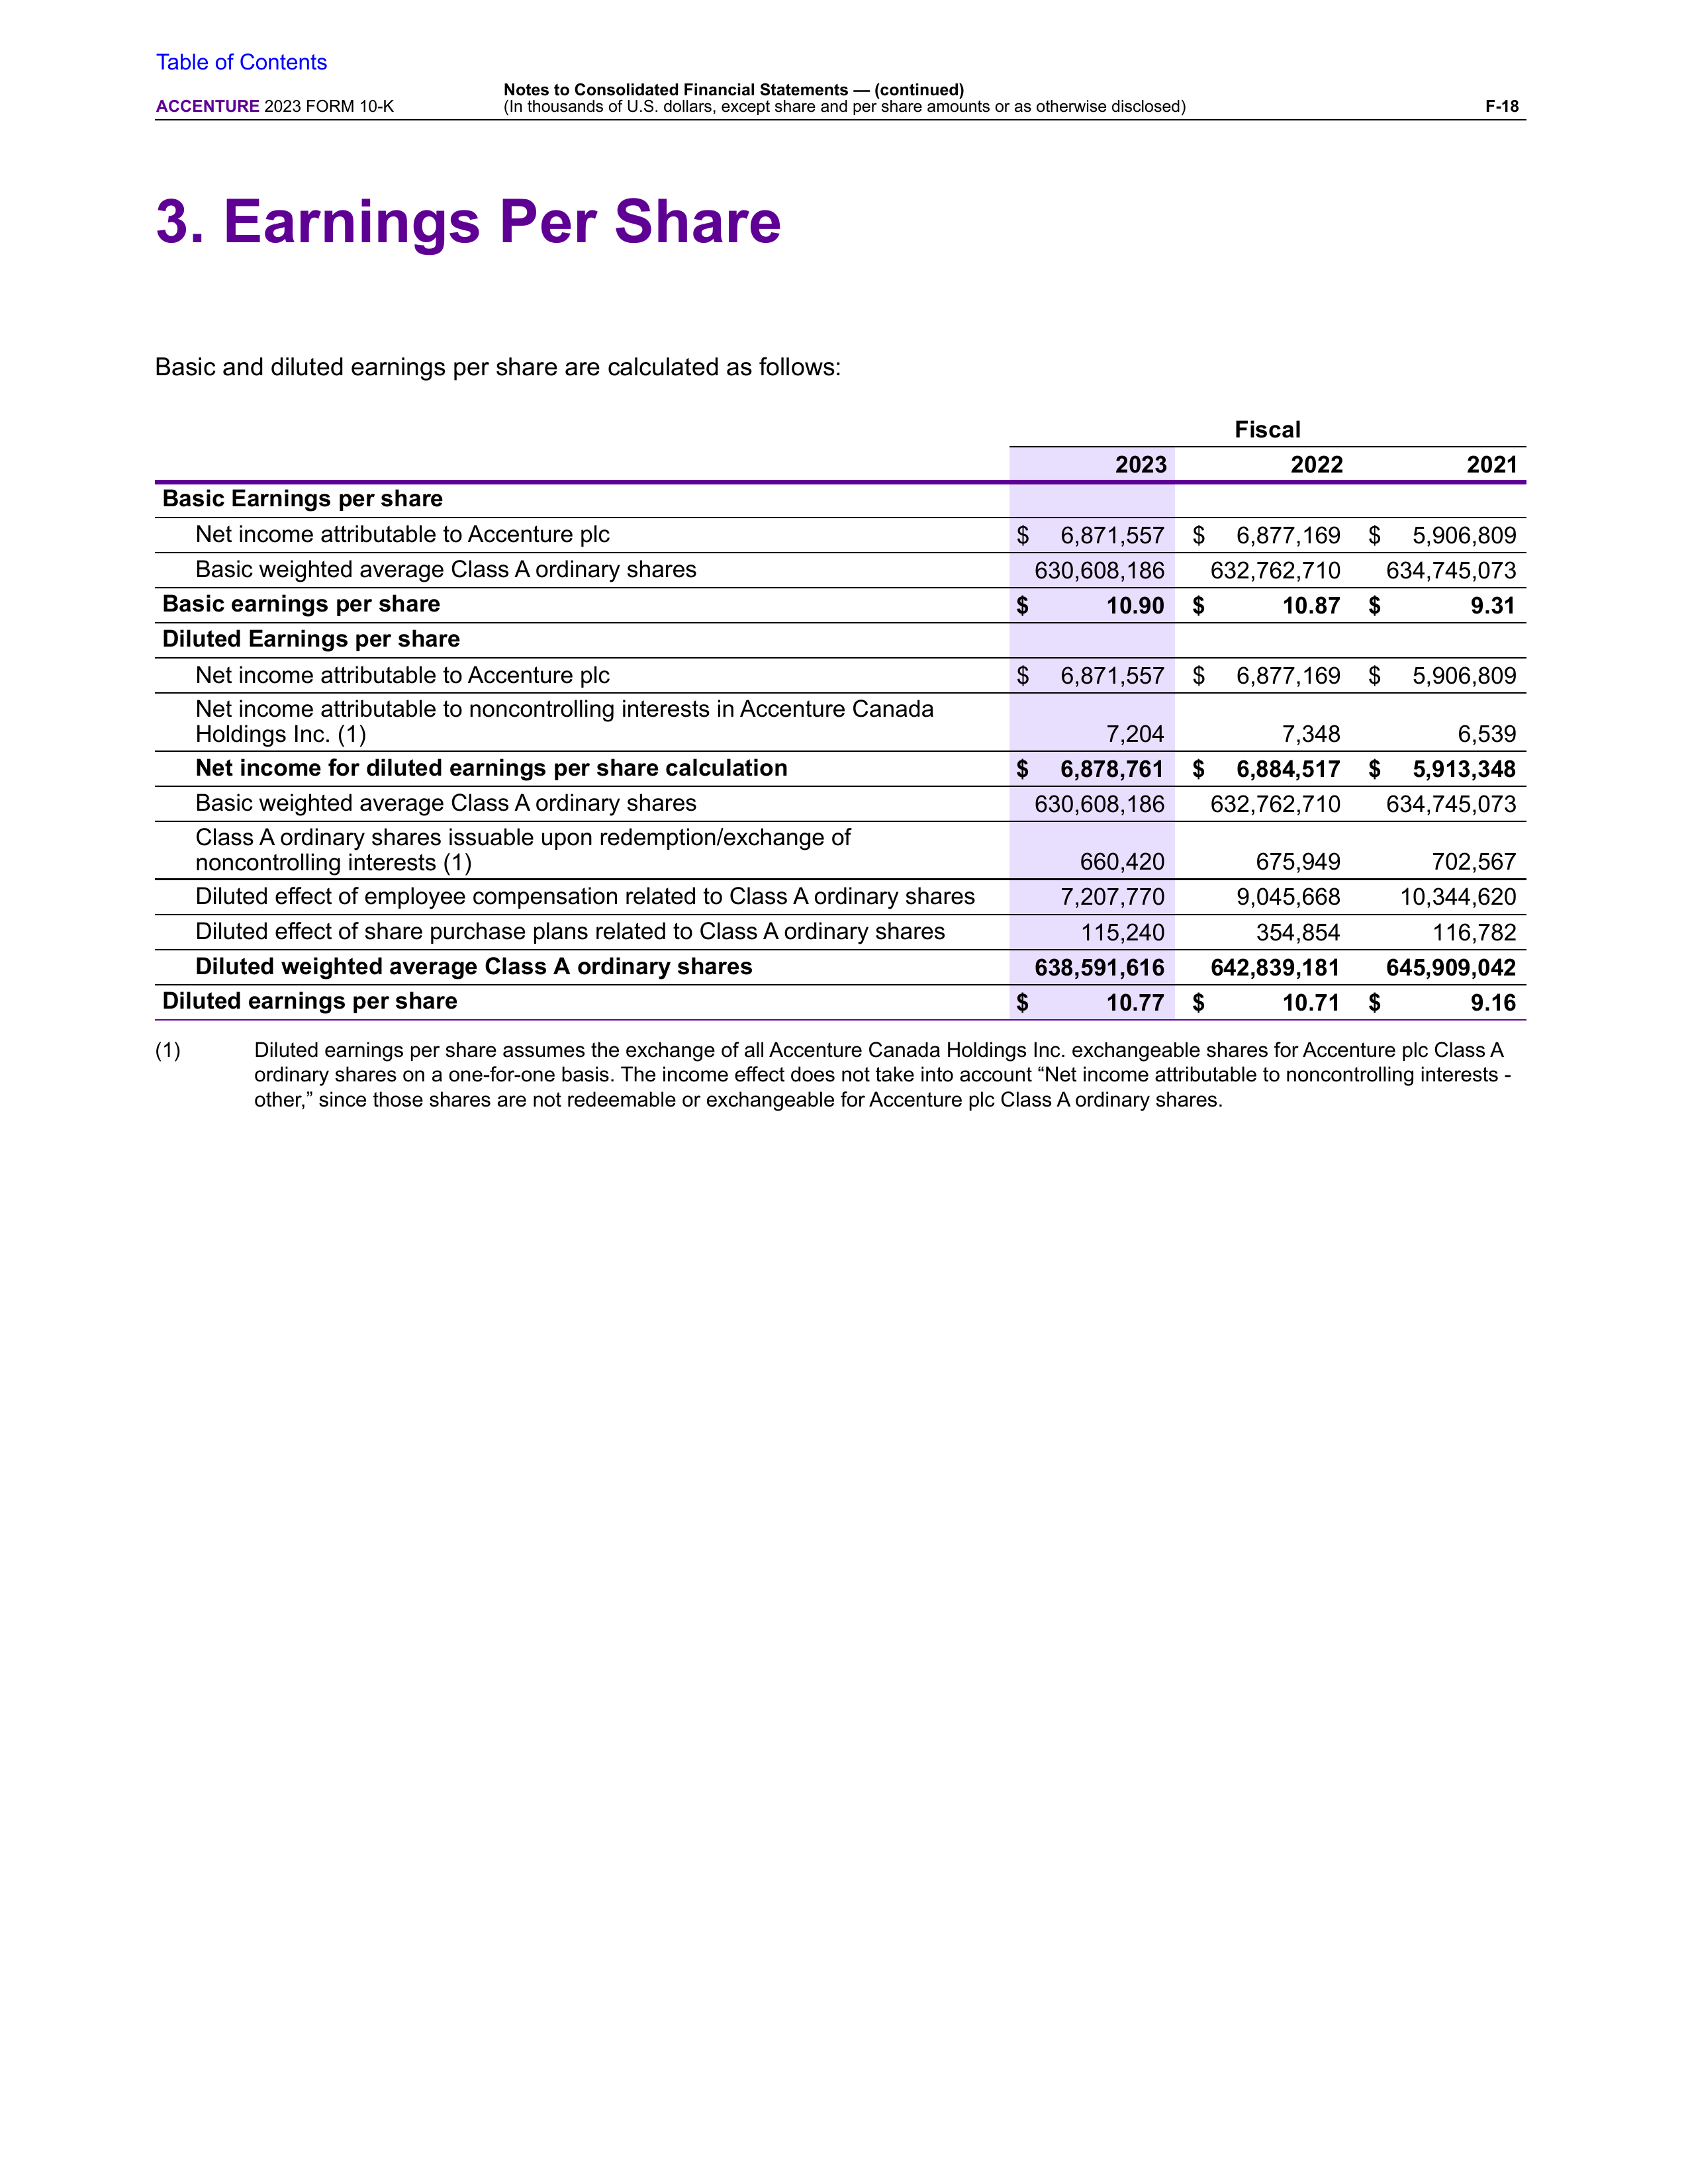 Table of Contents
Notes to Consolidated Financial Statements — (continued)
ACCENTURE 2023 FORM 10-K (In thousands of U.S. dollars, except share and per share amounts or as otherwise disclosed) F-18
3. Earnings Per Share
Basic and diluted earnings per share are calculated as follows:
Fiscal
2023 2022 2021
Basic Earnings per share
Net income attributable to Accenture plc $ 6,871,557 $ 6,877,169 $ 5,906,809
Basic weighted average Class A ordinary shares 630,608,186 632,762,710 634,745,073
Basic earnings per share $ 10.90 $ 10.87 $ 9.31
Diluted Earnings per share
Net income attributable to Accenture plc $ 6,871,557 $ 6,877,169 $ 5,906,809
Net income attributable to noncontrolling interests in Accenture Canada
Holdings Inc. (1) 7,204 7,348 6,539
Net income for diluted earnings per share calculation $ 6,878,761 $ 6,884,517 $ 5,913,348
Basic weighted average Class A ordinary shares 630,608,186 632,762,710 634,745,073
Class A ordinary shares issuable upon redemption/exchange of
noncontrolling interests (1) 660,420 675,949 702,567
Diluted effect of employee compensation related to Class A ordinary shares 7,207,770 9,045,668 10,344,620
Diluted effect of share purchase plans related to Class A ordinary shares 115,240 354,854 116,782
Diluted weighted average Class A ordinary shares 638,591,616 642,839,181 645,909,042
Diluted earnings per share $ 10.77 $ 10.71 $ 9.16
(1) Diluted earnings per share assumes the exchange of all Accenture Canada Holdings Inc. exchangeable shares for Accenture plc Class A
ordinary shares on a one-for-one basis. The income effect does not take into account “Net income attributable to noncontrolling interests -
other,” since those shares are not redeemable or exchangeable for Accenture plc Class A ordinary shares.